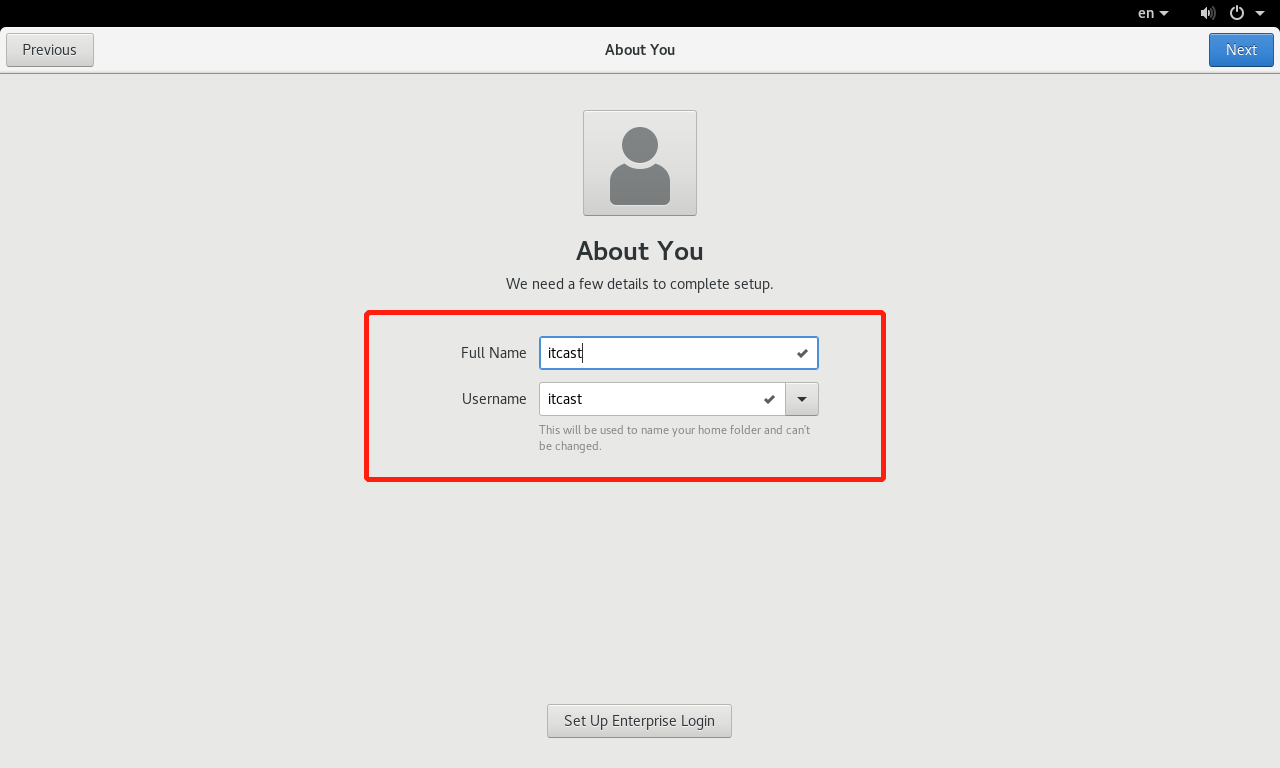 en
Previous
About You
Next
About You
We need a few details to complete setup.
Full Name
itcast
Username
itcast
This will be used to name your home folder and can't
be changed.
Set Up Enterprise Login